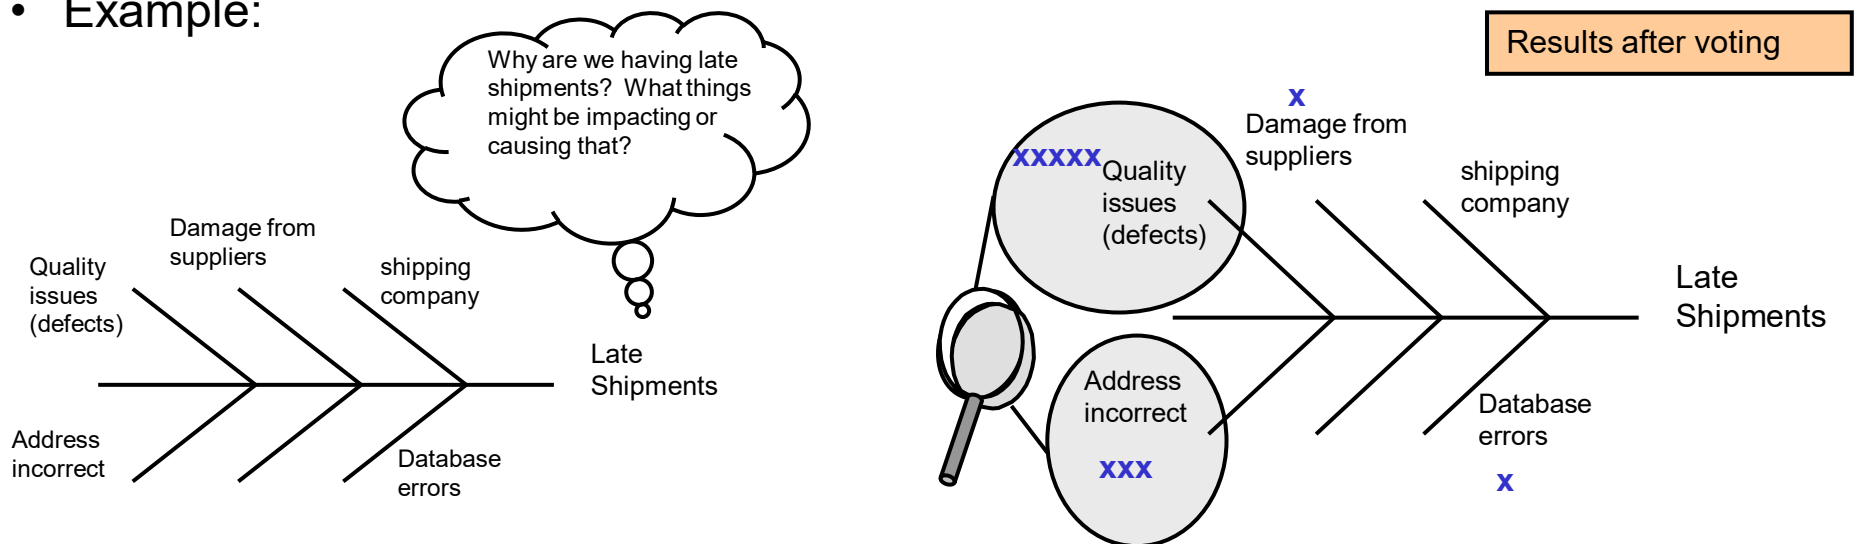 • Example:
Why are we having late
shipments? What things
might be impacting or
causing that?
Damage from
suppliers
Quality
issues
(defects)
shipping
company
Late
Shipments
Address
incorrect
Database
errors
Results after voting
x
Damage from
suppliers
xxxxx
Quality
issues
(defects)
shipping
company
Late
Shipments
Address
incorrect
xxx
Database
errors
x